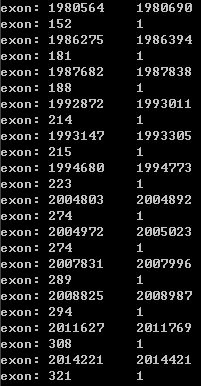 exon: 1980564 1980690
exon: 152 1
exon: 1986275 1986394
exon: 181 1
exon: 1987682 1987838
exon: 188 1
exon: 1992872 1993011
exon: 214 1
exon: 1993147 1993305
exon: 215 1
exon: 1994680 1994773
exon: 223 1
exon: 2004803 2004892
exon: 274 1
exon: 2004972 2005023
exon: 274 1
exon: 2007831 2007996
exon: 289 1
exon: 2008825 2008987
exon: 294 1
exon: 2011627 2011769
exon: 308 1
exon: 2014221 2014421
exon: 321 1